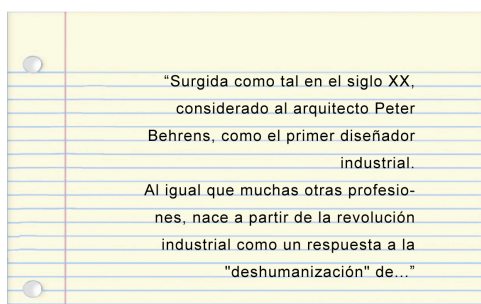 “Surgida como tal en el siglo XX,
considerado al arquitecto Peter
Behrens, como el primer diseñador
industrial.
Al igual que muchas otras profesio-
nes, nace a partir de la revolución
industrial como un respuesta a la
"deshumanización" de...”